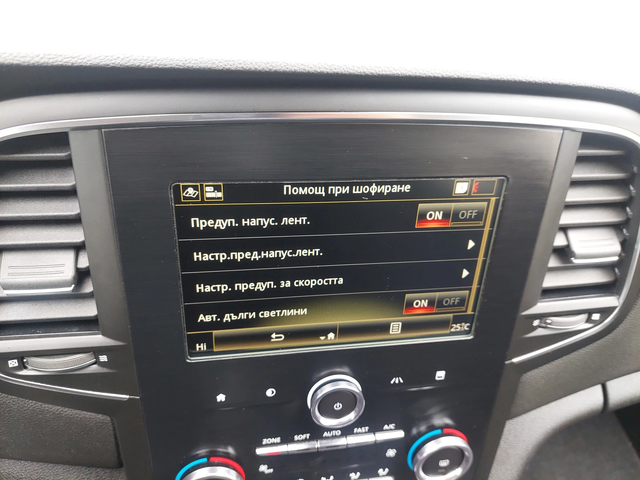 Помощ при шофиране
Предуп. напус. лент. ON OFF
Настр.пред.напус.лент.
Настр. предуп. за скоростта
Авт. дълги светлини ON OFF
Hi 25°C
ZONE SOFT AUTO FAST A/C